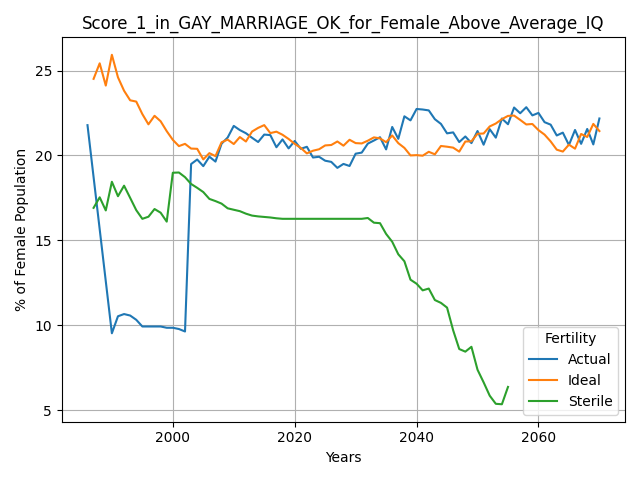 Score_1_in_GAY_MARRIAGE_OK_for_Female_Above_Average_IQ
% of Female Population
25
20
15
10
5
2000
2020
2040
2060
Years
Fertility
Actual
Ideal
Sterile